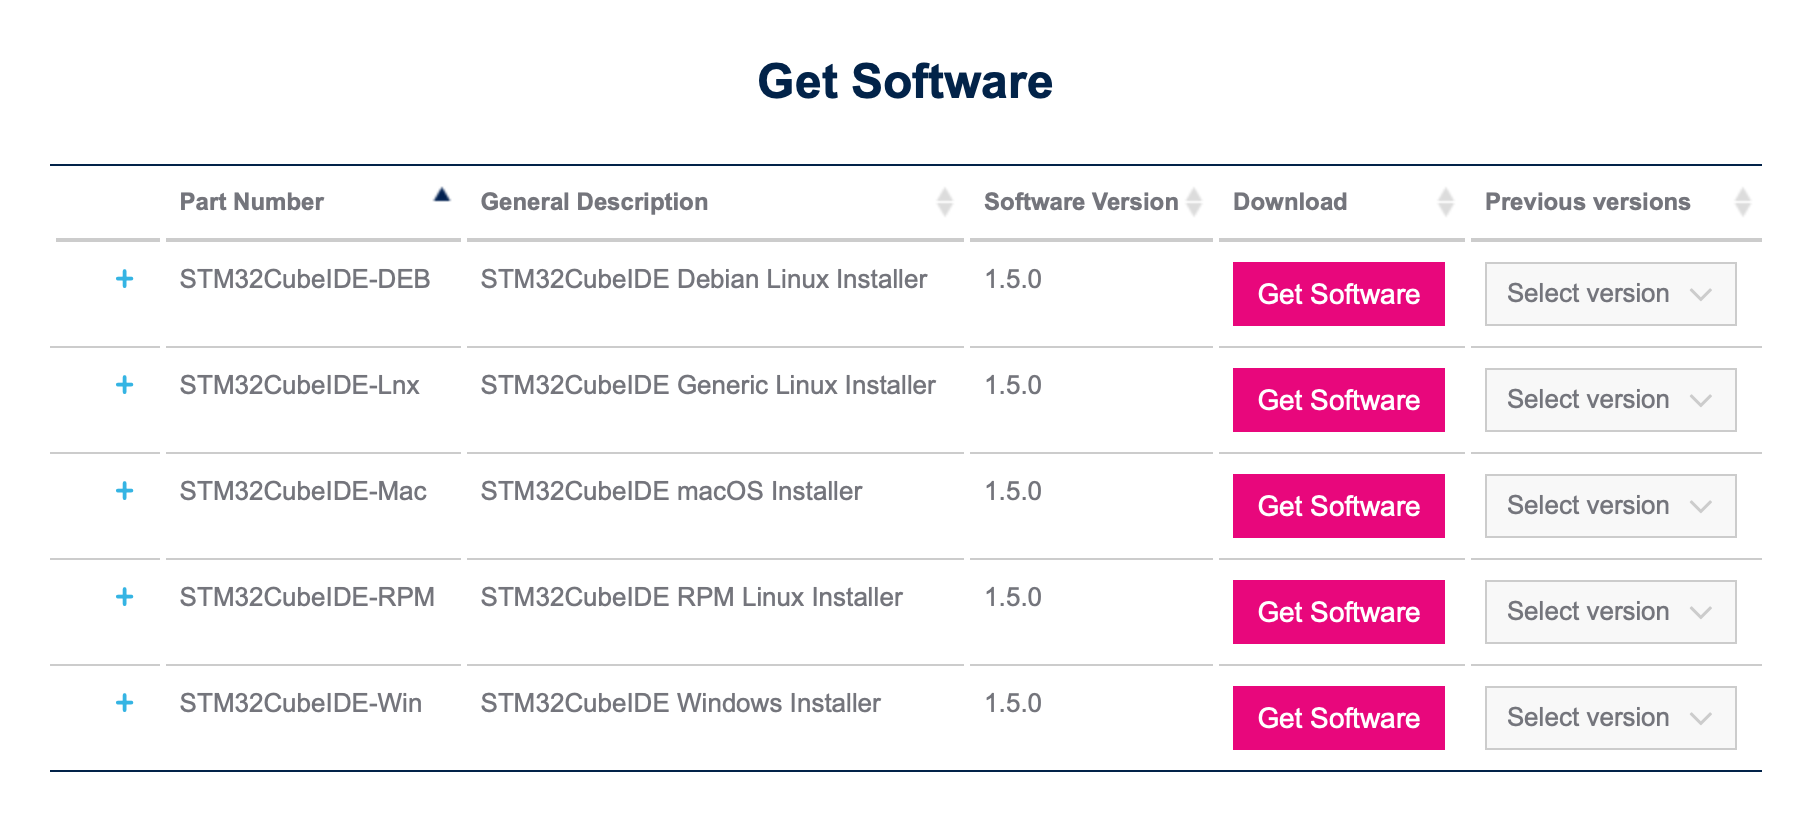 Get Software
Part Number General Description Software Version Download Previous versions
+ STM32CubeIDE-DEB STM32CubeIDE Debian Linux Installer 1.5.0 Get Software Select version
+ STM32CubeIDE-Lnx STM32CubeIDE Generic Linux Installer 1.5.0 Get Software Select version
+ STM32CubeIDE-Mac STM32CubeIDE macOS Installer 1.5.0 Get Software Select version
+ STM32CubeIDE-RPM STM32CubeIDE RPM Linux Installer 1.5.0 Get Software Select version
+ STM32CubeIDE-Win STM32CubeIDE Windows Installer 1.5.0 Get Software Select version